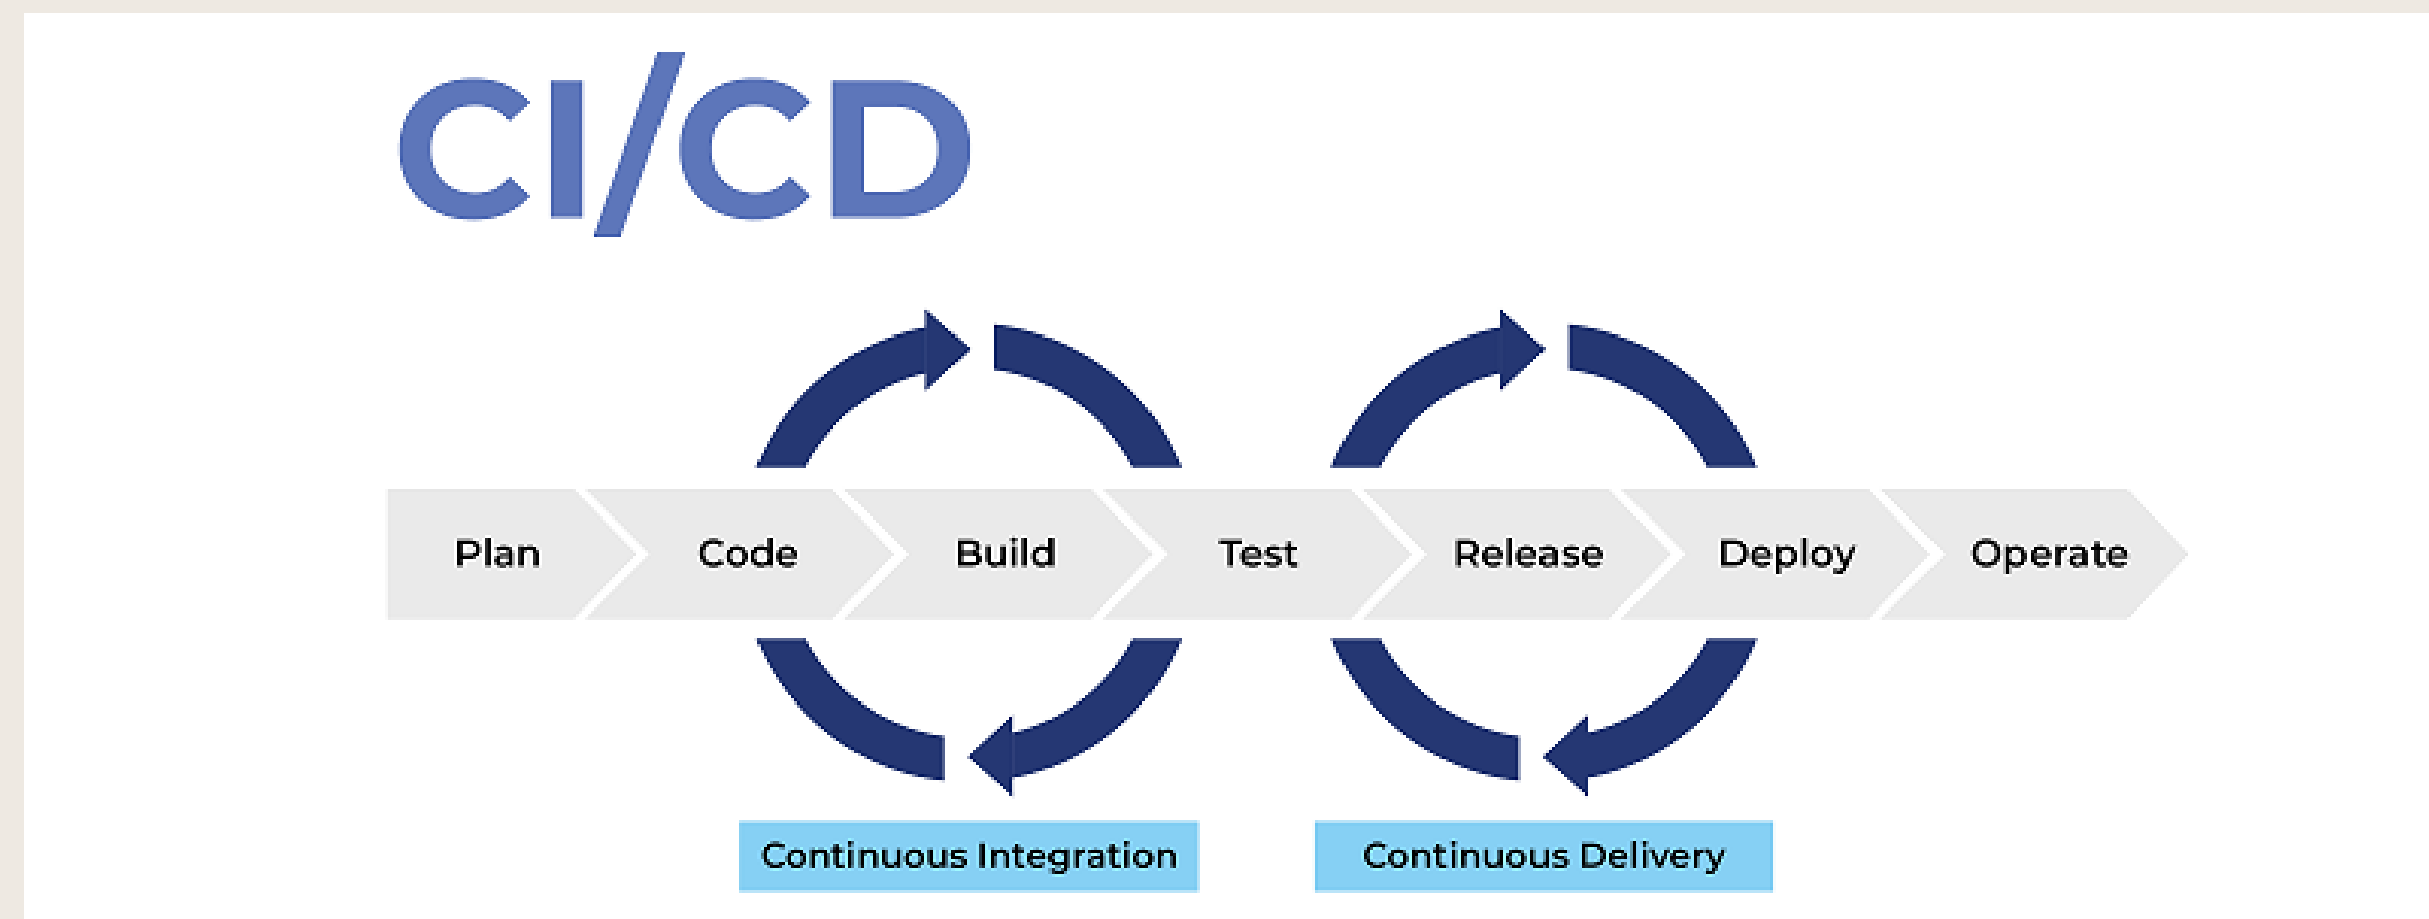 CI/CD
Plan Code Build Test Release Deploy Operate
Continuous Integration Continuous Delivery